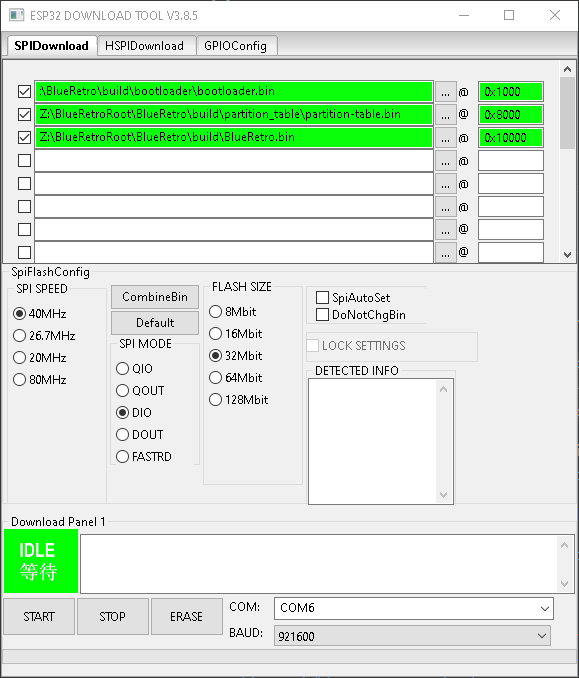 ESP32 DOWNLOAD TOOL V3.8.5
SPIDownload HSPIDownload GPIOConfig
:\BlueRetro\build\bootloader\bootloader.bin ... @ 0x1000
Z:\BlueRetroRoot\BlueRetro\build\partition_table\partition-table.bin ... @ 0x8000
Z:\BlueRetroRoot\BlueRetro\build\BlueRetro.bin ... @ 0x10000
... @
... @
... @
... @
... @
SpiFlashConfig
SPI SPEED
40MHz
26.7MHz
20MHz
80MHz
CombineBin
Default
SPI MODE
QIO
QOUT
DIO
DOUT
FASTRD
FLASH SIZE
8Mbit
16Mbit
32Mbit
64Mbit
128Mbit
SpiAutoSet
DoNotChgBin
LOCK SETTINGS
DETECTED INFO
Download Panel 1
IDLE
等待
START STOP ERASE
COM: COM6
BAUD: 921600